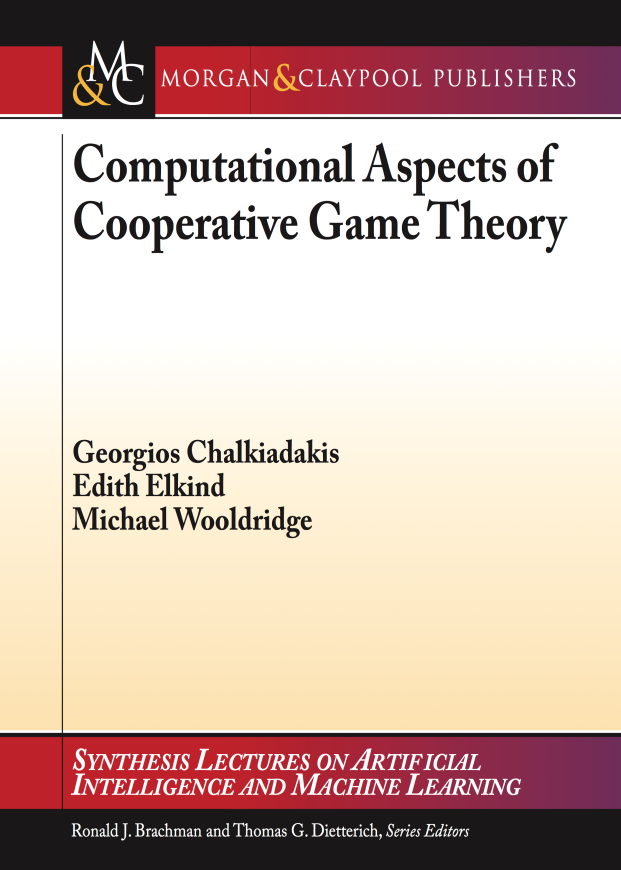 M&C MORGAN&CLAYPOOL PUBLISHERS
Computational Aspects of
Cooperative Game Theory
Georgios Chalkiadakis
Edith Elkind
Michael Wooldridge
SYNTHESIS LECTURES ON ARTIFICIAL
INTELLIGENCE AND MACHINE LEARNING
Ronald J. Brachman and Thomas G. Dietterich, Series Editors